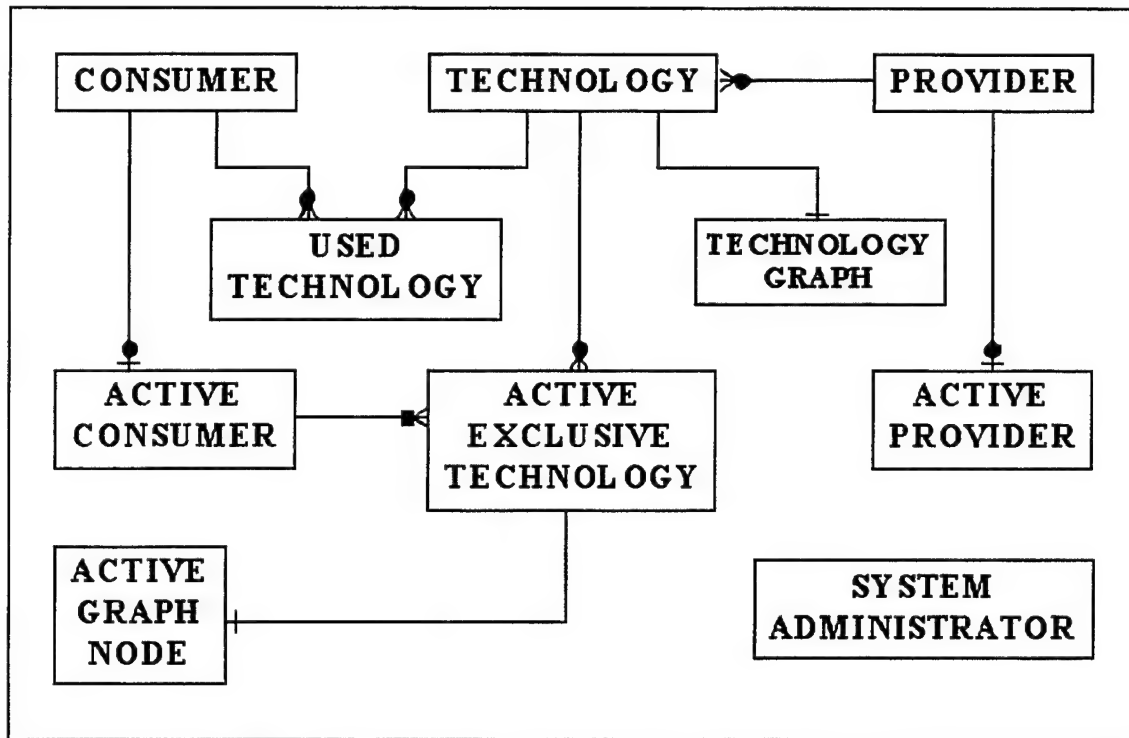 CONSUMER
TECHNOLOGY
PROVIDER
USED
TECHNOLOGY
TECHNOLOGY
GRAPH
ACTIVE
CONSUMER
ACTIVE
EXCLUSIVE
TECHNOLOGY
ACTIVE
PROVIDER
ACTIVE
GRAPH
NODE
SYSTEM
ADMINISTRATOR